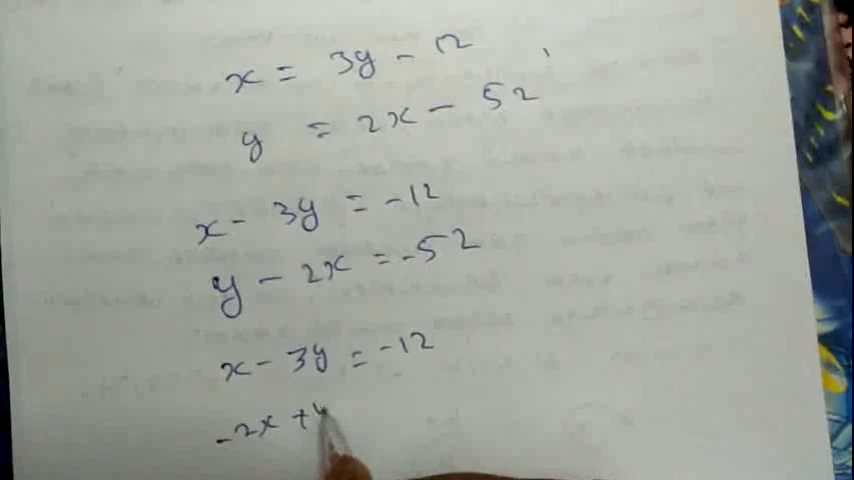 x = 3y - 12
y = 2x - 52
x - 3y = -12
y - 2x = -52
x - 3y = -12
-2x + y